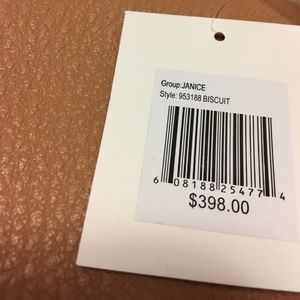 Group:JANICE
Style: 953188 BISCUIT
6 08188 25477 4
$398.00